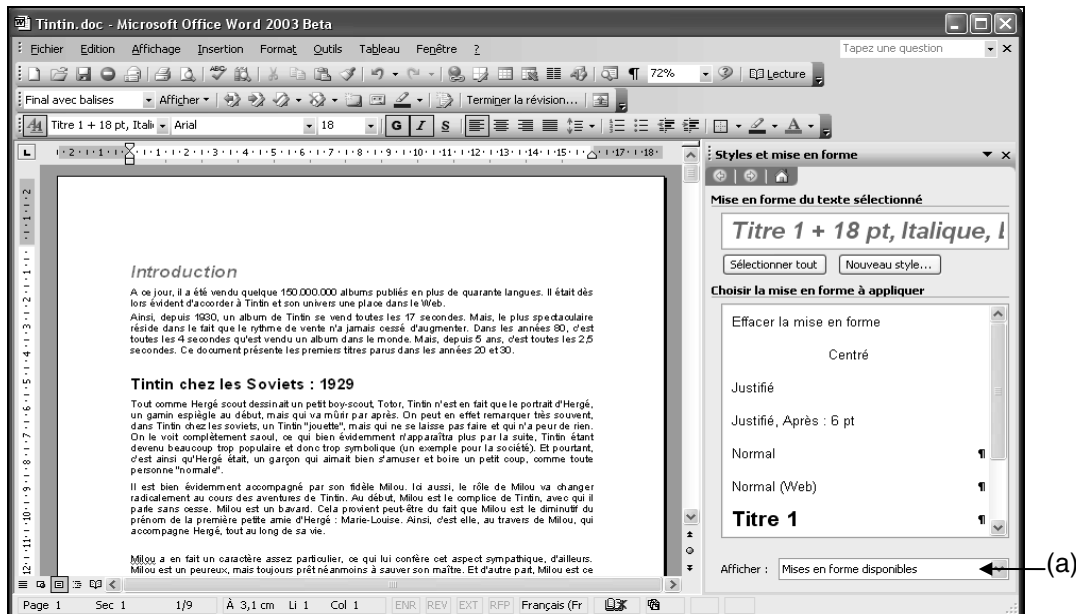 Tintin.doc - Microsoft Office Word 2003 Beta
Fichier Edition Affichage Insertion Format Outils Tableau Fenêtre ?
Tapez une question
72% Lecture
Final avec balises Afficher Terminer la révision...
Titre 1 + 18 pt, Itali Arial 18 G I S
2 1 1 2 3 4 5 6 7 8 9 10 11 12 13 14 15 17 18
Styles et mise en forme
Mise en forme du texte sélectionné
Titre 1 + 18 pt, Italique, L
Sélectionner tout Nouveau style...
Choisir la mise en forme à appliquer
Effacer la mise en forme
Centré
Justifié
Justifié, Après : 6 pt
Normal ¶
Normal (Web) ¶
Titre 1 ¶
Afficher : Mises en forme disponibles
(a)
Introduction
A ce jour, il a été vendu quelque 150.000.000 albums publiés en plus de quarante langues. Il était dès
lors évident d'accorder à Tintin et son univers une place dans le Web.
Ainsi, depuis 1930, un album de Tintin se vend toutes les 17 secondes. Mais, le plus spectaculaire
réside dans le fait que le rythme de vente n'a jamais cessé d'augmenter. Dans les années 80, c'est
toutes les 4 secondes qu'est vendu un album dans le monde. Mais, depuis 5 ans, c'est toutes les 2,5
secondes. Ce document présente les premiers titres parus dans les années 20 et 30.
Tintin chez les Soviets : 1929
Tout comme Hergé scout dessinait un petit boy-scout, Totor, Tintin n'est en fait que le portrait d'Hergé,
un gamin espiègle au début, mais qui va mûrir par après. On peut en effet remarquer très souvent,
dans Tintin chez les soviets, un Tintin "jouette", mais qui ne se laisse pas faire et qui n'a peur de rien.
On le voit complètement saoul, ce qui bien évidemment n'apparaîtra plus par la suite, Tintin étant
devenu beaucoup trop populaire et donc trop symbolique (un exemple pour la société). Et pourtant,
c'est ainsi qu'Hergé était, un garçon qui aimait bien s'amuser et boire un petit coup, comme toute
personne "normale".
Il est bien évidemment accompagné par son fidèle Milou. Ici aussi, le rôle de Milou va changer
radicalement au cours des aventures de Tintin. Au début, Milou est le complice de Tintin, avec qui il
parle sans cesse. Milou est un bavard. Cela provient peut-être du fait que Milou est le diminutif du
prénom de la première petite amie d'Hergé : Marie-Louise. Ainsi, c'est elle, au travers de Milou, qui
accompagne Hergé, tout au long de sa vie.
Milou a en fait un caractère assez particulier, ce qui lui confère cet aspect sympathique, d'ailleurs.
Milou est un peureux, mais toujours prêt néanmoins à sauver son maître. Et d'autre part, Milou est ce
Page 1 Sec 1 1/9 À 3,1 cm Li 1 Col 1 ENR REV EXT RFP Français (Fr